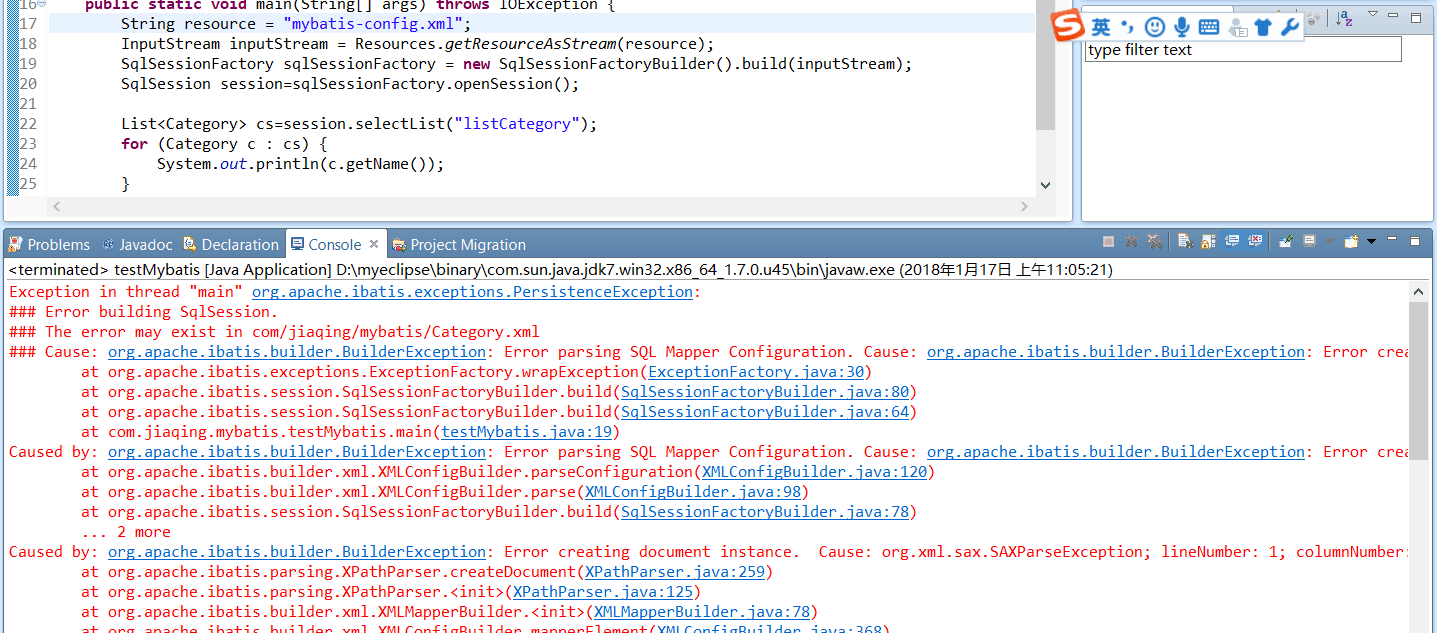 16 public static void main(String[] args) throws IOException {
17 String resource = "mybatis-config.xml";
18 InputStream inputStream = Resources.getResourceAsStream(resource);
19 SqlSessionFactory sqlSessionFactory = new SqlSessionFactoryBuilder().build(inputStream);
20 SqlSession session=sqlSessionFactory.openSession();
21
22 List<Category> cs=session.selectList("listCategory");
23 for (Category c : cs) {
24 System.out.println(c.getName());
25 }
S 英
type filter text
Problems Javadoc Declaration Console Project Migration
<terminated> testMybatis [Java Application] D:\myeclipse\binary\com.sun.java.jdk7.win32.x86_64_1.7.0.u45\bin\javaw.exe (2018年1月17日 上午11:05:21)
Exception in thread "main" org.apache.ibatis.exceptions.PersistenceException:
### Error building SqlSession.
### The error may exist in com/jiaqing/mybatis/Category.xml
### Cause: org.apache.ibatis.builder.BuilderException: Error parsing SQL Mapper Configuration. Cause: org.apache.ibatis.builder.BuilderException: Error crea
at org.apache.ibatis.exceptions.ExceptionFactory.wrapException(ExceptionFactory.java:30)
at org.apache.ibatis.session.SqlSessionFactoryBuilder.build(SqlSessionFactoryBuilder.java:80)
at org.apache.ibatis.session.SqlSessionFactoryBuilder.build(SqlSessionFactoryBuilder.java:64)
at com.jiaqing.mybatis.testMybatis.main(testMybatis.java:19)
Caused by: org.apache.ibatis.builder.BuilderException: Error parsing SQL Mapper Configuration. Cause: org.apache.ibatis.builder.BuilderException: Error crea
at org.apache.ibatis.builder.xml.XMLConfigBuilder.parseConfiguration(XMLConfigBuilder.java:120)
at org.apache.ibatis.builder.xml.XMLConfigBuilder.parse(XMLConfigBuilder.java:98)
at org.apache.ibatis.session.SqlSessionFactoryBuilder.build(SqlSessionFactoryBuilder.java:78)
... 2 more
Caused by: org.apache.ibatis.builder.BuilderException: Error creating document instance.  Cause: org.xml.sax.SAXParseException; lineNumber: 1; columnNumber:
at org.apache.ibatis.parsing.XPathParser.createDocument(XPathParser.java:259)
at org.apache.ibatis.parsing.XPathParser.<init>(XPathParser.java:125)
at org.apache.ibatis.builder.xml.XMLMapperBuilder.<init>(XMLMapperBuilder.java:78)
at org.apache.ibatis.builder.xml.XMLConfigBuilder.mapperElement(XMLConfigBuilder.java:368)